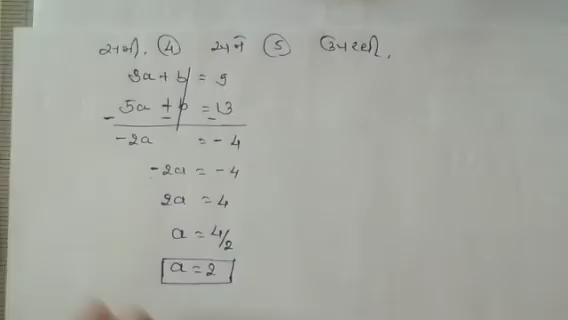 સમી. ④ અને ⑤ ઉપરથી,
3a + b = 9
- 5a + b = 13
- -
-2a = -4
-2a = -4
2a = 4
a = 4/2
a = 2